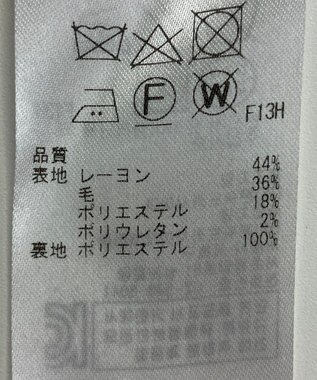 F
W
F13H
品質
表地 レーヨン 44%
毛 36%
ポリエステル 18%
ポリウレタン 2%
裏地 ポリエステル 100%